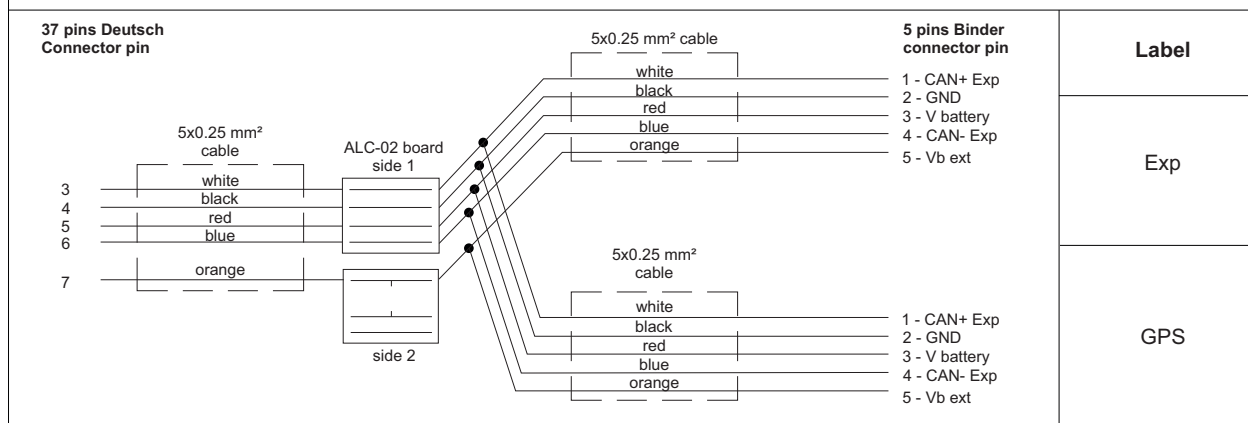 37 pins Deutsch
Connector pin
5x0.25 mm² cable
5 pins Binder
connector pin
Label
white
black
red
blue
orange
1 - CAN+ Exp
2 - GND
3 - V battery
4 - CAN- Exp
5 - Vb ext
Exp
5x0.25 mm²
cable
ALC-02 board
side 1
3
4
5
6
7
white
black
red
blue
orange
side 2
5x0.25 mm²
cable
white
black
red
blue
orange
1 - CAN+ Exp
2 - GND
3 - V battery
4 - CAN- Exp
5 - Vb ext
GPS